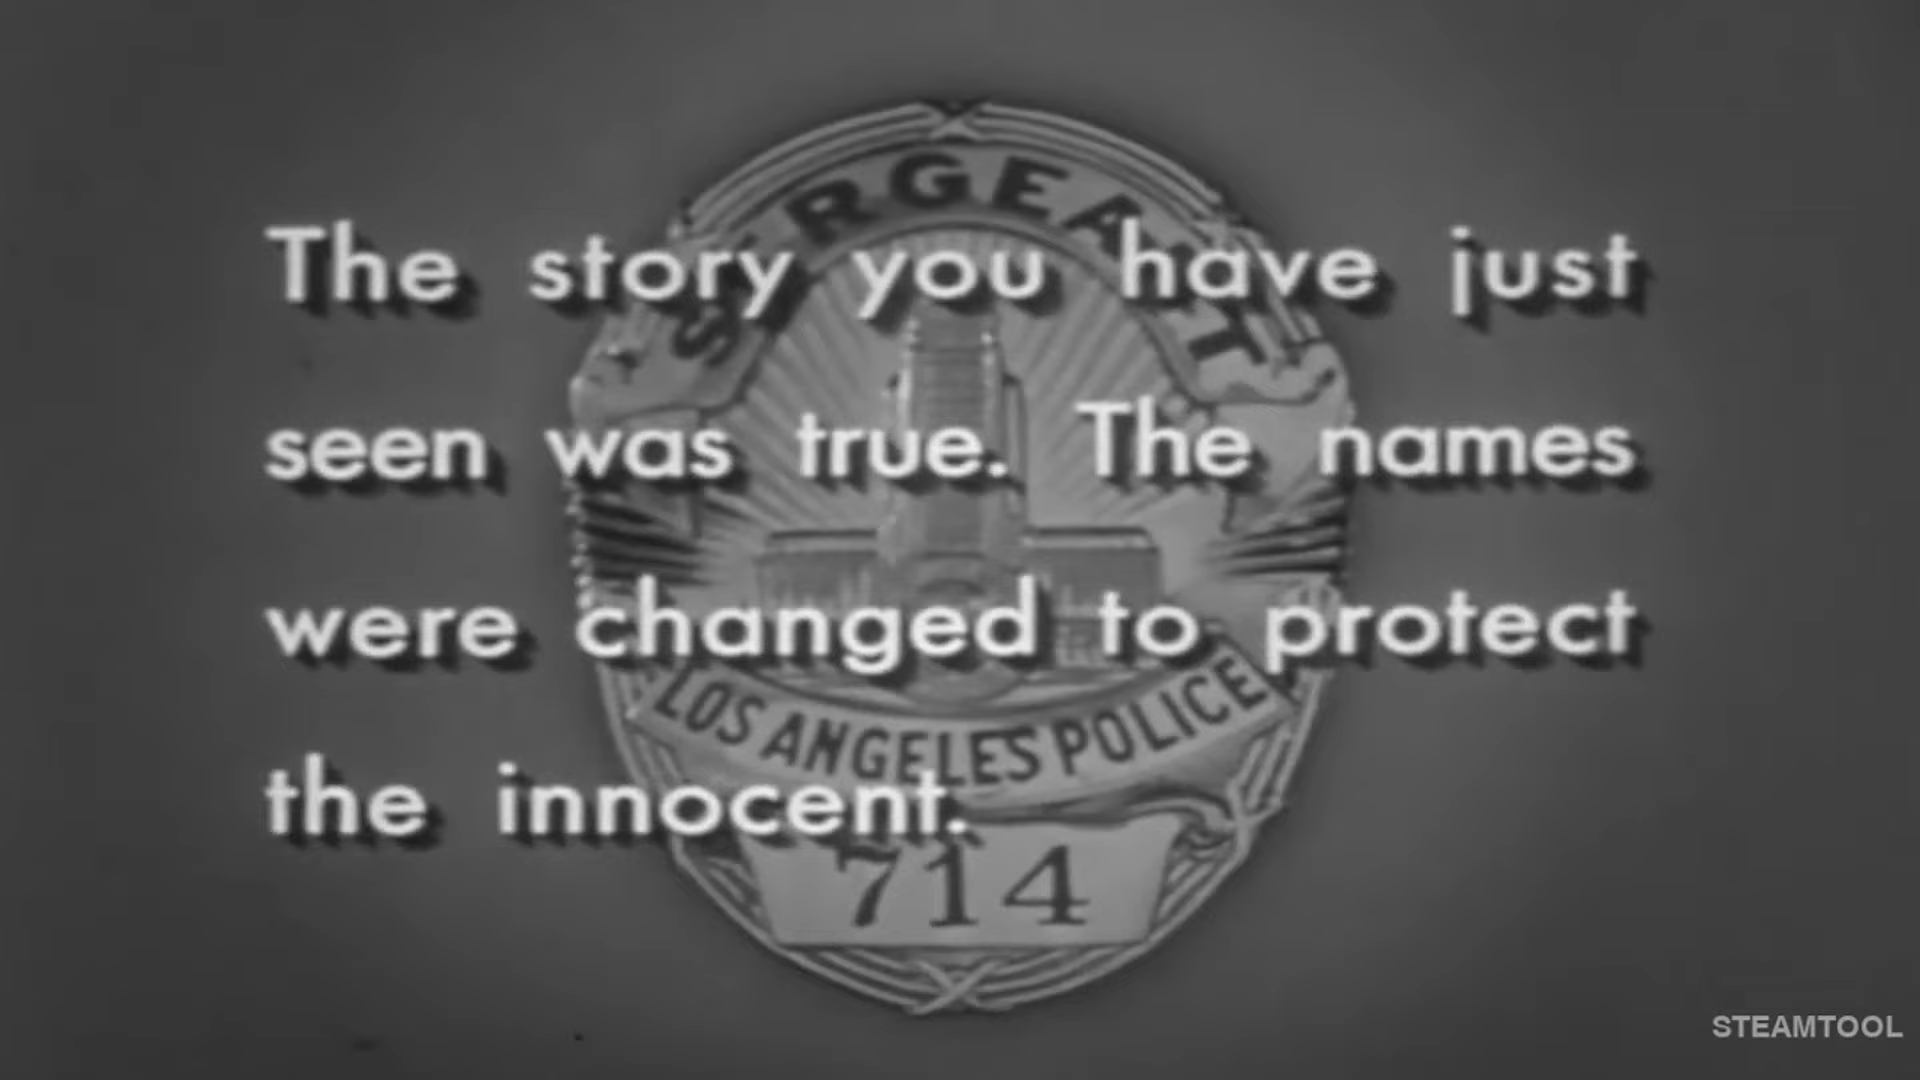 SERGEANT
The story you have just
seen was true. The names
were changed to protect
the innocent.
LOS ANGELES POLICE
714
STEAMTOOL